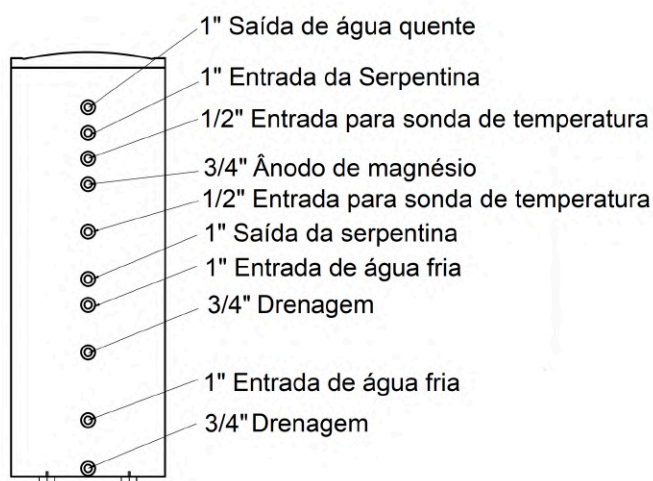 1" Saída de água quente
1" Entrada da Serpentina
1/2" Entrada para sonda de temperatura
3/4" Ânodo de magnésio
1/2" Entrada para sonda de temperatura
1" Saída da serpentina
1" Entrada de água fria
3/4" Drenagem
1" Entrada de água fria
3/4" Drenagem